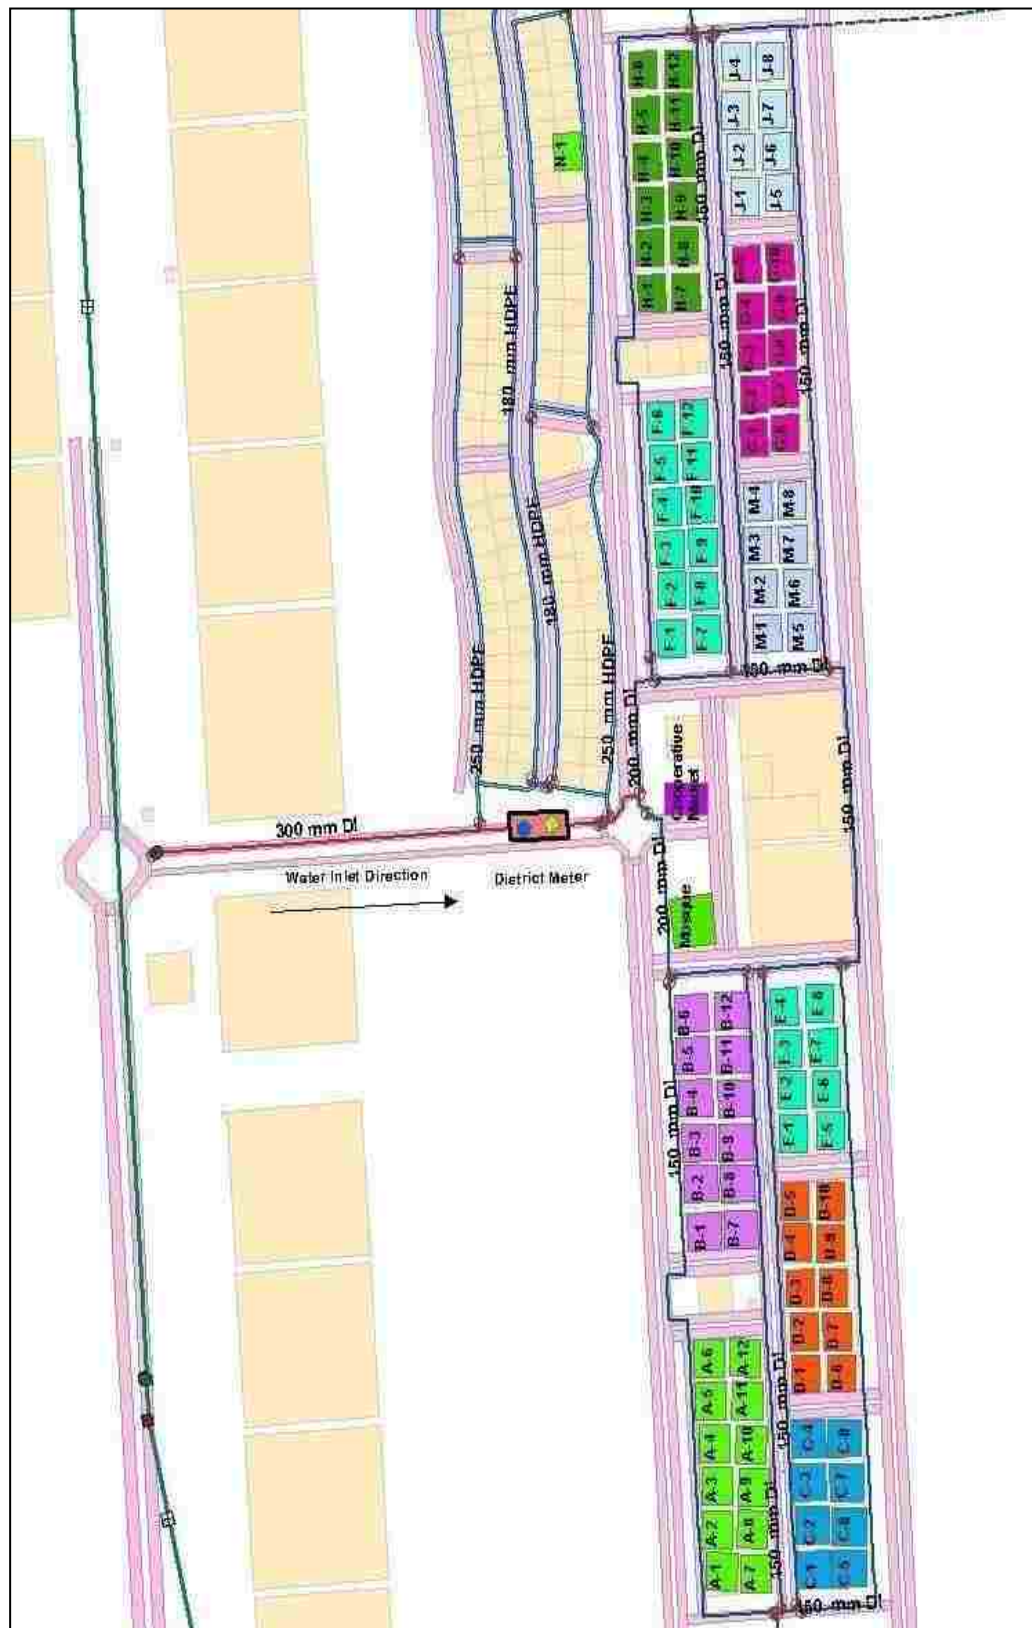 H-6
H-12
H-5
H-11
H-4
H-10
H-3
H-9
H-2
H-8
H-1
H-7
J-4
J-8
J-3
J-7
J-2
J-6
J-1
J-5
N-1
150 mm DI
150 mm DI
150 mm DI
180 mm HDPE
180 mm HDPE
250 mm HDPE
250 mm HDPE
F-6
F-12
F-5
F-11
F-4
F-10
F-3
F-9
F-2
F-8
F-1
F-7
M-4
M-8
M-3
M-7
M-2
M-6
M-1
M-5
150 mm DI
200 mm DI
Cooperative
Market
150 mm DI
300 mm DI
Water Inlet Direction
District Meter
200 mm DI
Mosque
B-6
B-12
B-5
B-11
B-4
B-10
B-3
B-9
B-2
B-8
B-1
B-7
150 mm DI
E-4
E-8
E-3
E-7
E-2
E-6
E-1
E-5
D-5
D-10
D-4
D-9
D-3
D-8
D-2
D-7
D-1
D-6
A-6
A-12
A-5
A-11
A-4
A-10
A-3
A-9
A-2
A-8
A-1
A-7
150 mm DI
150 mm DI
C-4
C-8
C-3
C-7
C-2
C-6
C-1
C-5
150 mm DI